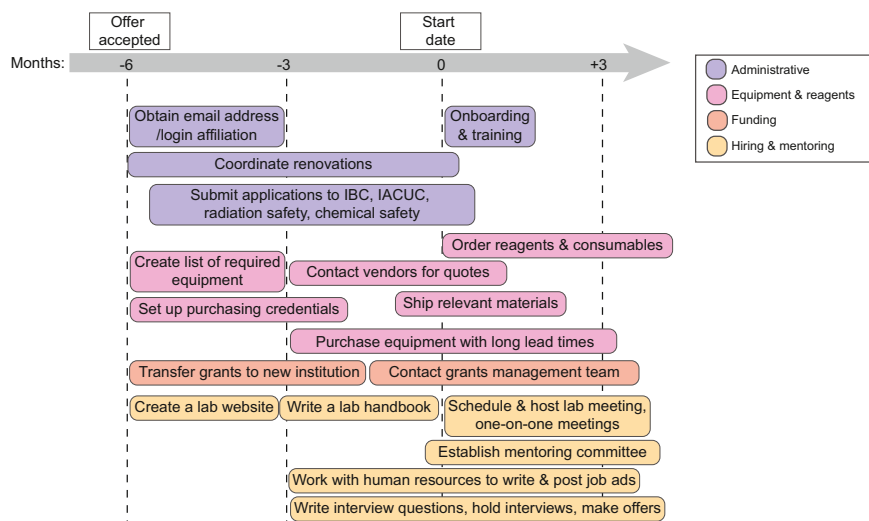 Offer
accepted
Start
date
Months:
-6
-3
0
+3
Administrative
Equipment & reagents
Funding
Hiring & mentoring
Obtain email address
/login affiliation
Onboarding
& training
Coordinate renovations
Submit applications to IBC, IACUC,
radiation safety, chemical safety
Order reagents & consumables
Create list of required
equipment
Contact vendors for quotes
Set up purchasing credentials
Ship relevant materials
Purchase equipment with long lead times
Transfer grants to new institution
Contact grants management team
Create a lab website
Write a lab handbook
Schedule & host lab meeting,
one-on-one meetings
Establish mentoring committee
Work with human resources to write & post job ads
Write interview questions, hold interviews, make offers